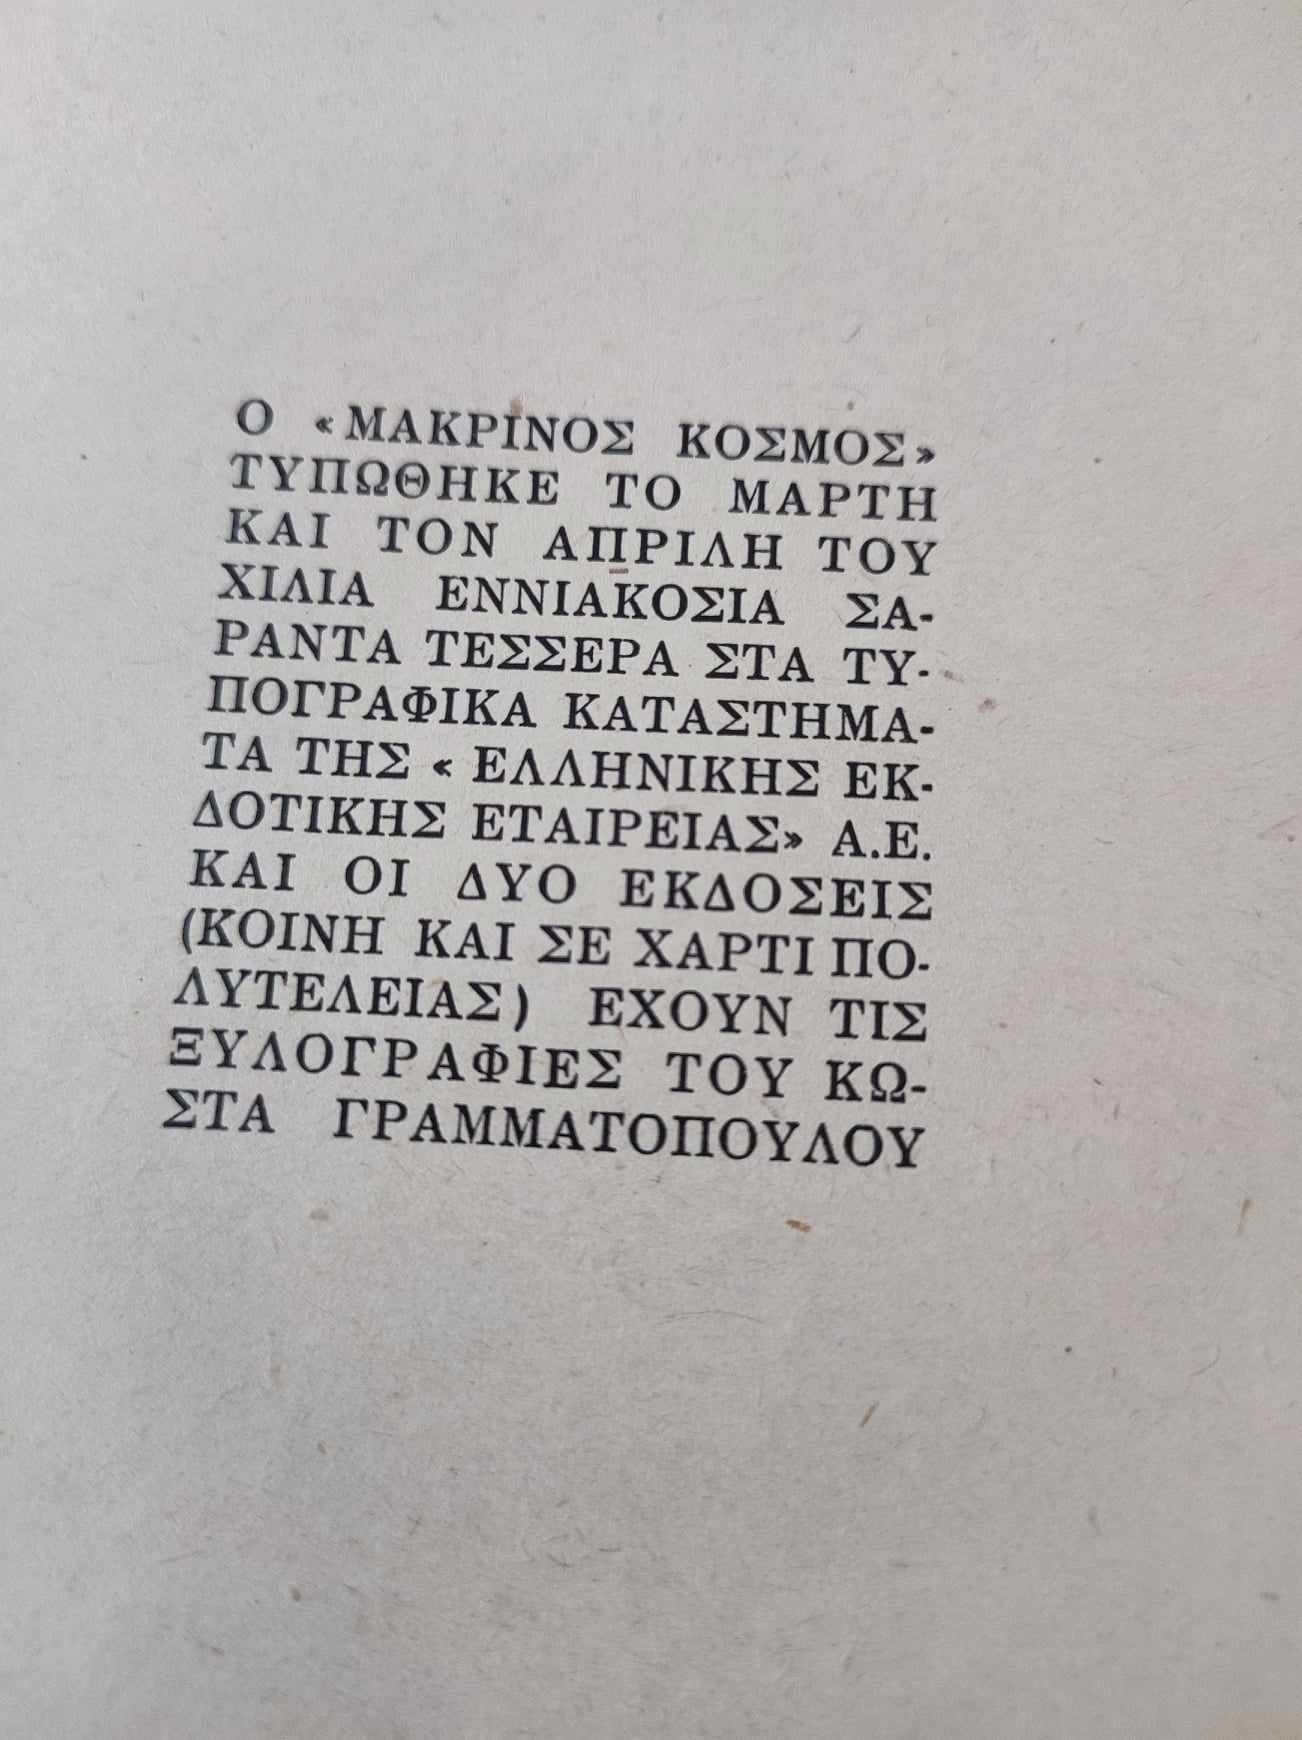 Ο «ΜΑΚΡΙΝΟΣ ΚΟΣΜΟΣ»
ΤΥΠΩΘΗΚΕ ΤΟ ΜΑΡΤΗ
ΚΑΙ ΤΟΝ ΑΠΡΙΛΗ ΤΟΥ
ΧΙΛΙΑ ΕΝΝΙΑΚΟΣΙΑ ΣΑ-
ΡΑΝΤΑ ΤΕΣΣΕΡΑ ΣΤΑ ΤΥ-
ΠΟΓΡΑΦΙΚΑ ΚΑΤΑΣΤΗΜΑ-
ΤΑ ΤΗΣ « ΕΛΛΗΝΙΚΗΣ ΕΚ-
ΔΟΤΙΚΗΣ ΕΤΑΙΡΕΙΑΣ» Α.Ε.
ΚΑΙ ΟΙ ΔΥΟ ΕΚΔΟΣΕΙΣ
(ΚΟΙΝΗ ΚΑΙ ΣΕ ΧΑΡΤΙ ΠΟ-
ΛΥΤΕΛΕΙΑΣ) ΕΧΟΥΝ ΤΙΣ
ΞΥΛΟΓΡΑΦΙΕΣ ΤΟΥ ΚΩ-
ΣΤΑ ΓΡΑΜΜΑΤΟΠΟΥΛΟΥ